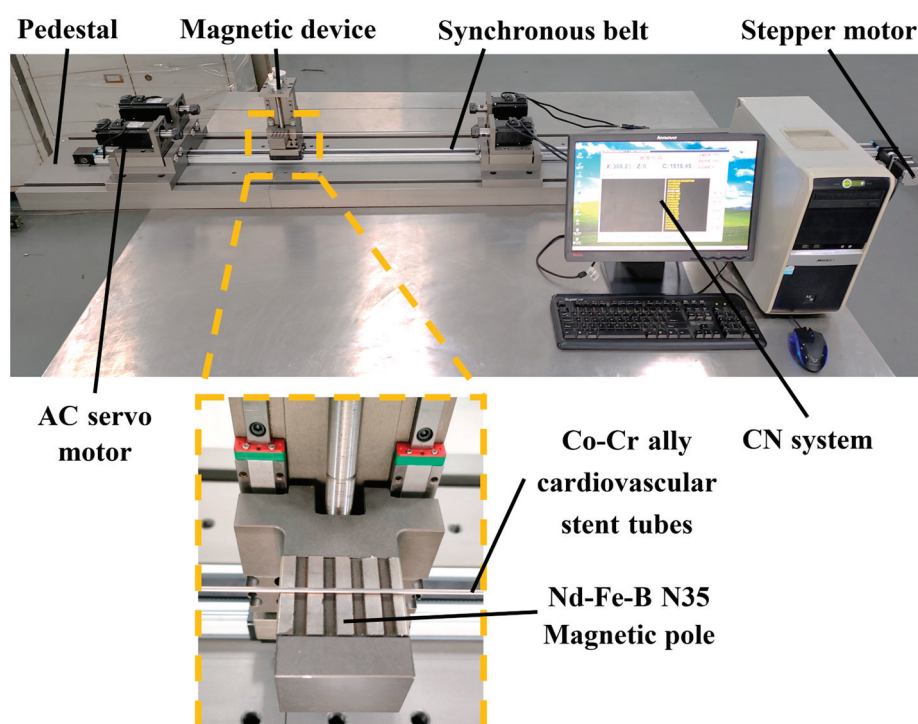 Pedestal
Magnetic device
Synchronous belt
Stepper motor
lenovo
AC servo
motor
CN system
Co-Cr ally
cardiovascular
stent tubes
Nd-Fe-B N35
Magnetic pole